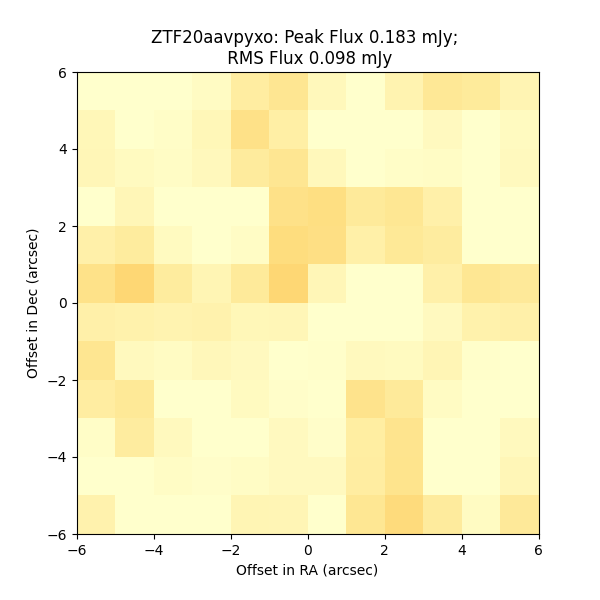 ZTF20aavpyxo: Peak Flux 0.183 mJy;
RMS Flux 0.098 mJy
6
4
2
0
−2
−4
−6
Offset in Dec (arcsec)
−6 −4 −2 0 2 4 6
Offset in RA (arcsec)